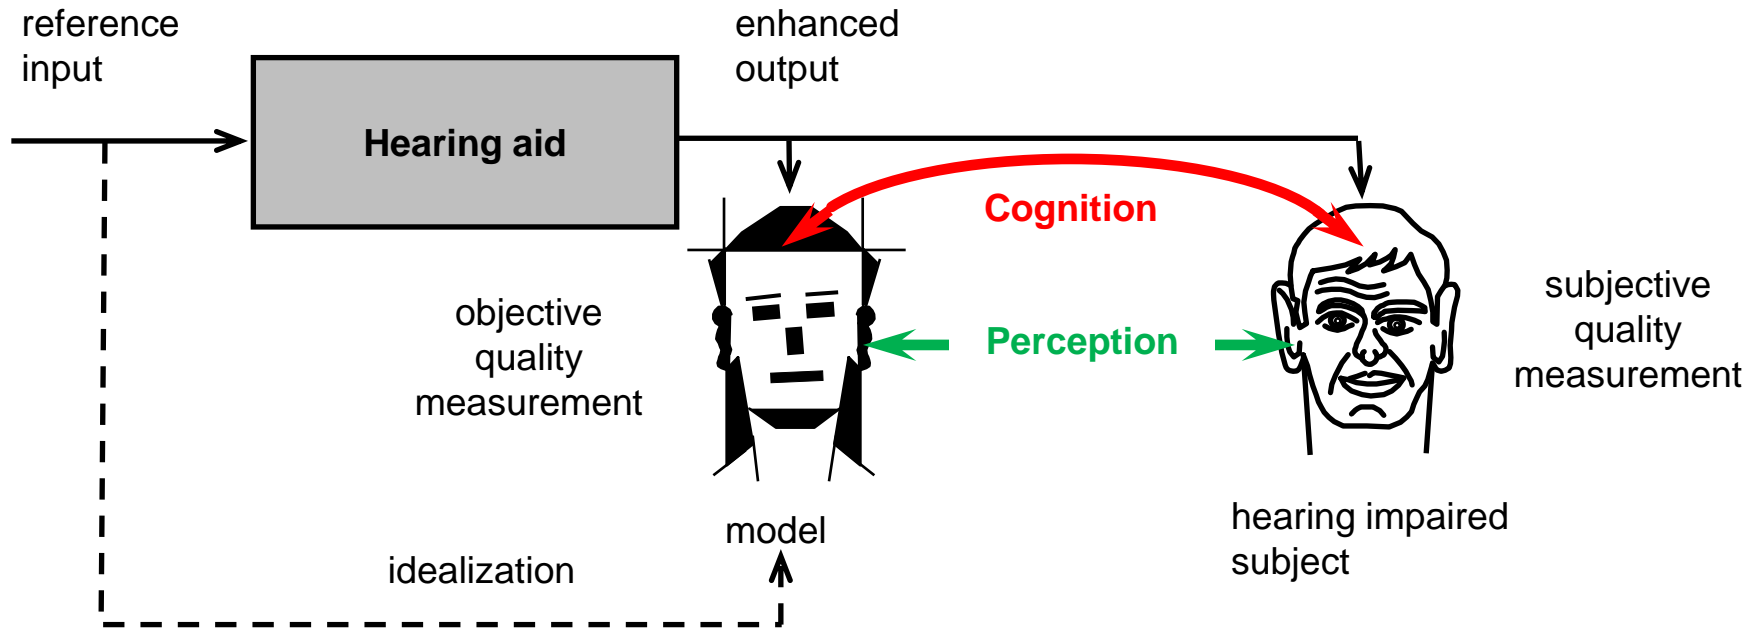 reference
input
enhanced
output
Hearing aid
Cognition
objective
quality
measurement
Perception
subjective
quality
measurement
model
hearing impaired
subject
idealization